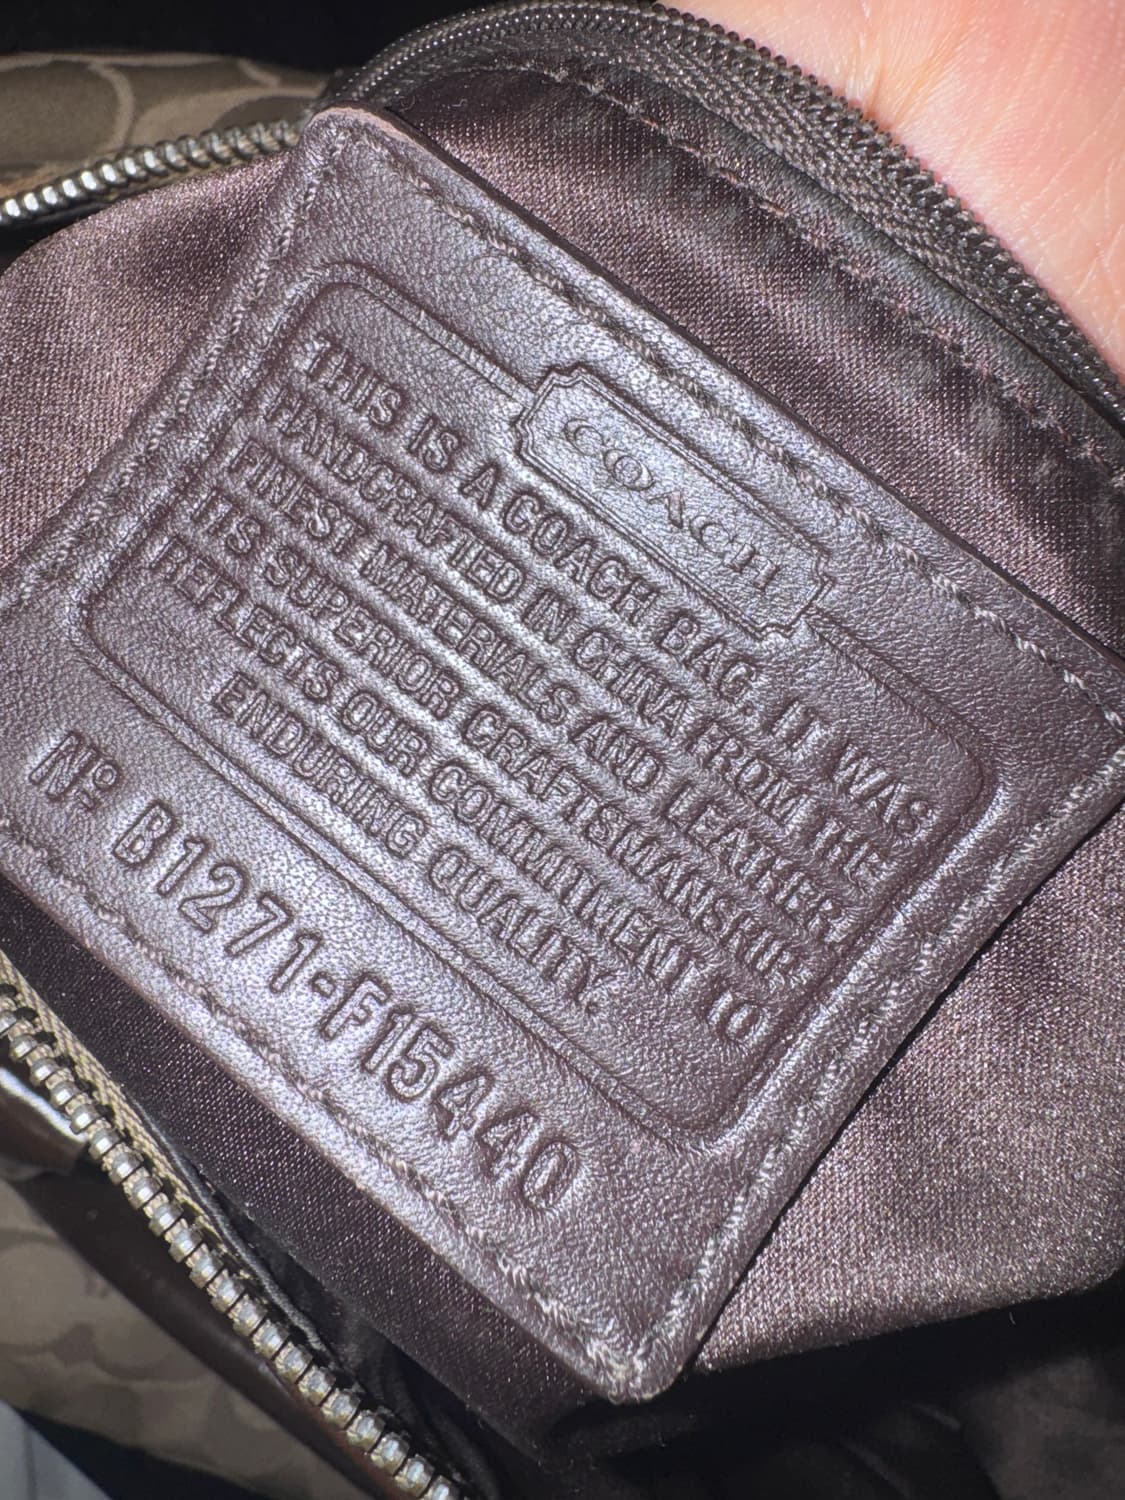 COACH
THIS IS A COACH BAG. IT WAS
HANDCRAFTED IN CHINA FROM THE
FINEST MATERIALS AND LEATHER.
ITS SUPERIOR CRAFTSMANSHIP
REFLECTS OUR COMMITMENT TO
ENDURING QUALITY.
Nº B1271-F15440